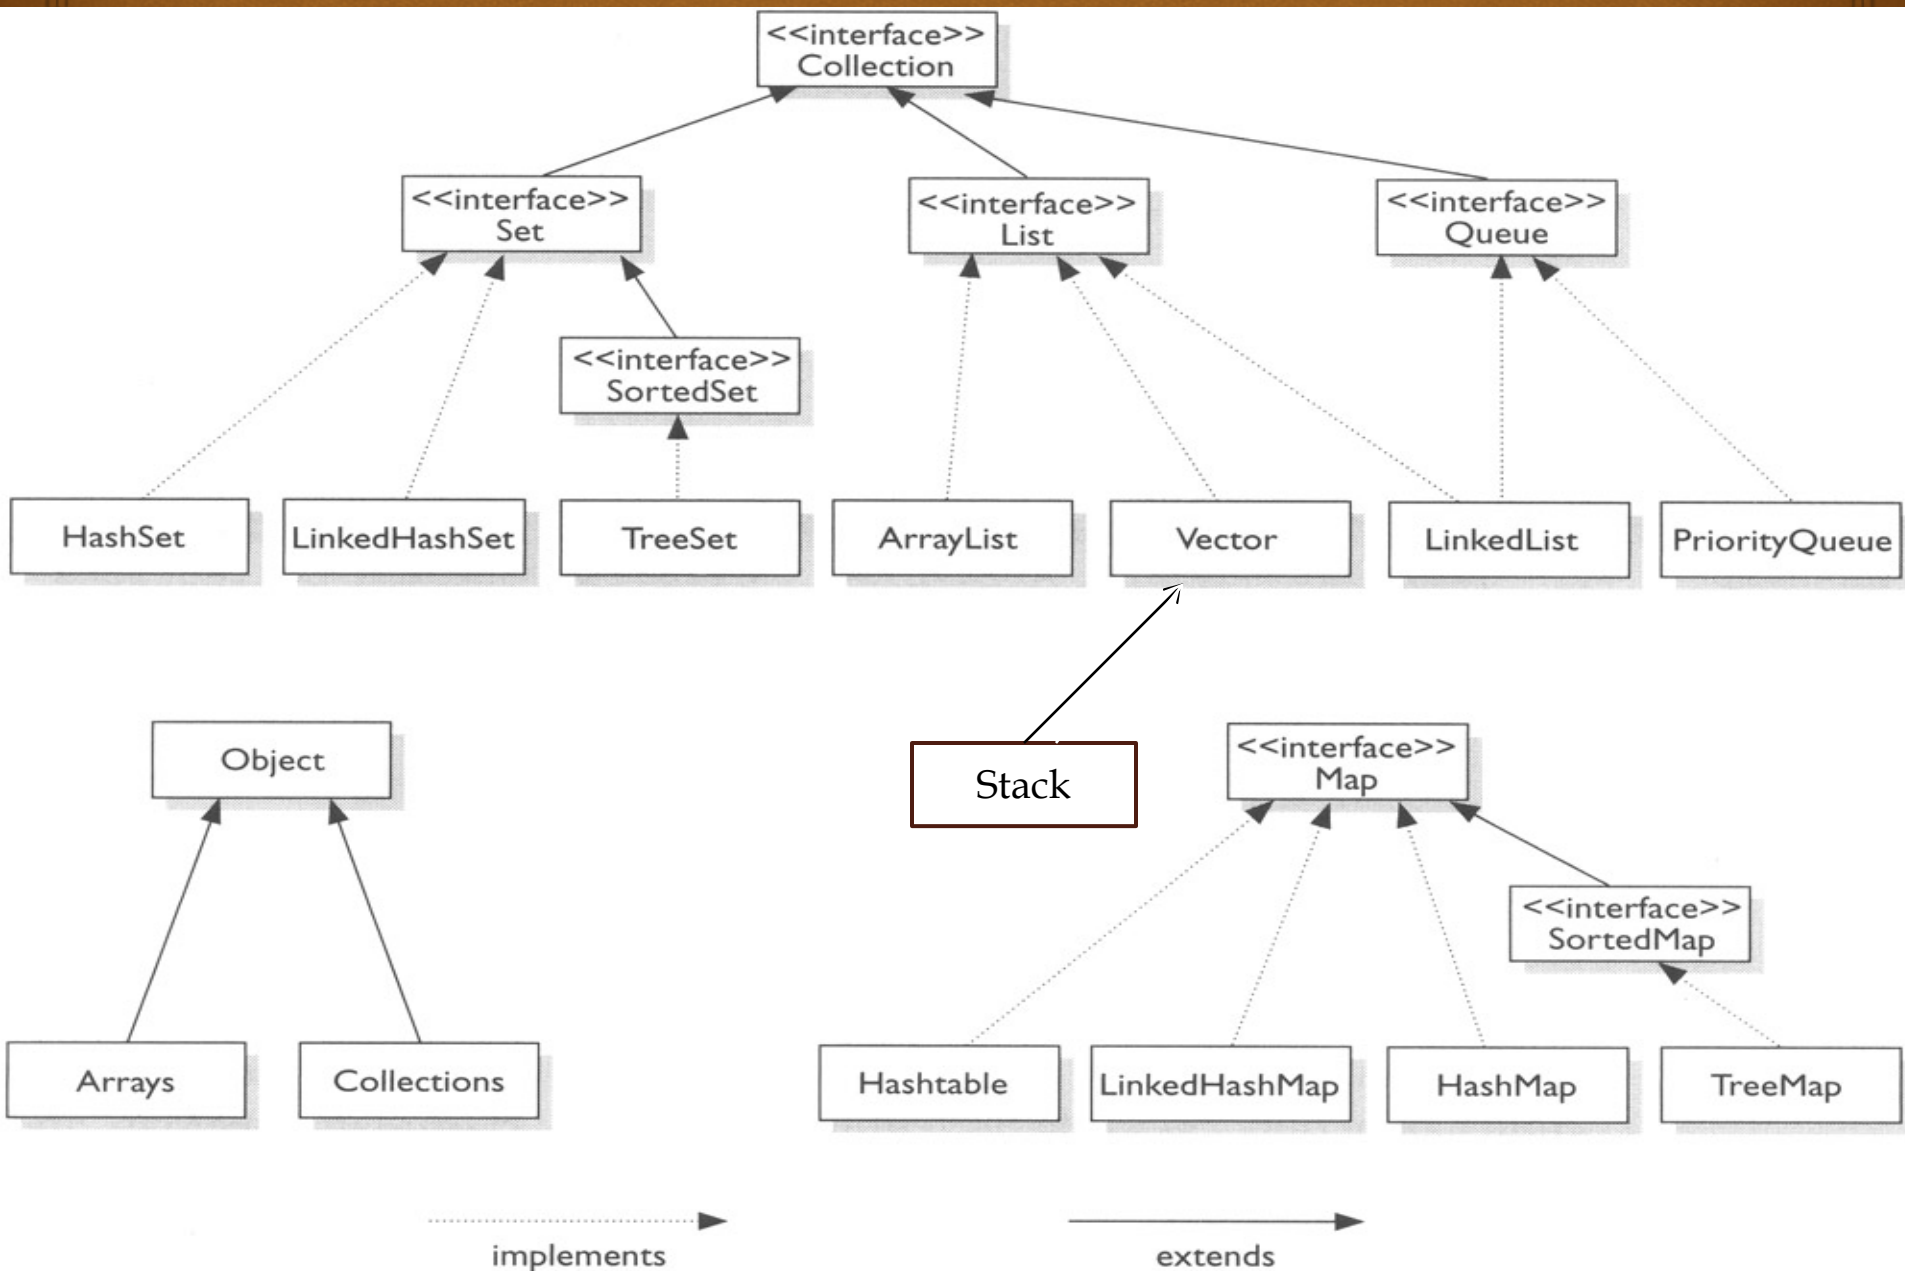 <<interface>>
Collection
<<interface>>
Set
<<interface>>
List
<<interface>>
Queue
<<interface>>
SortedSet
HashSet
LinkedHashSet
TreeSet
ArrayList
Vector
LinkedList
PriorityQueue
Object
Stack
<<interface>>
Map
<<interface>>
SortedMap
Arrays
Collections
Hashtable
LinkedHashMap
HashMap
TreeMap
implements
extends